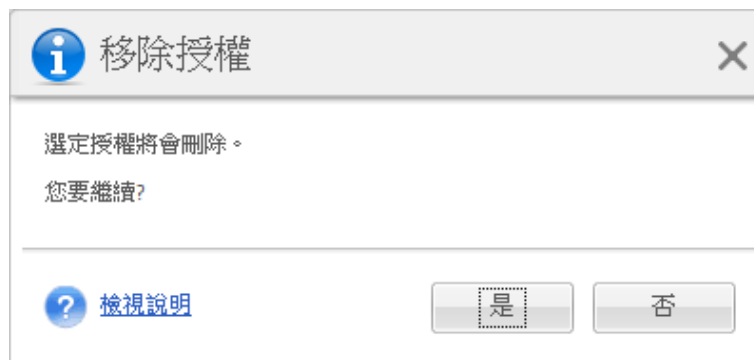 移除授權
選定授權將會刪除。
您要繼續?
檢視說明
是
否